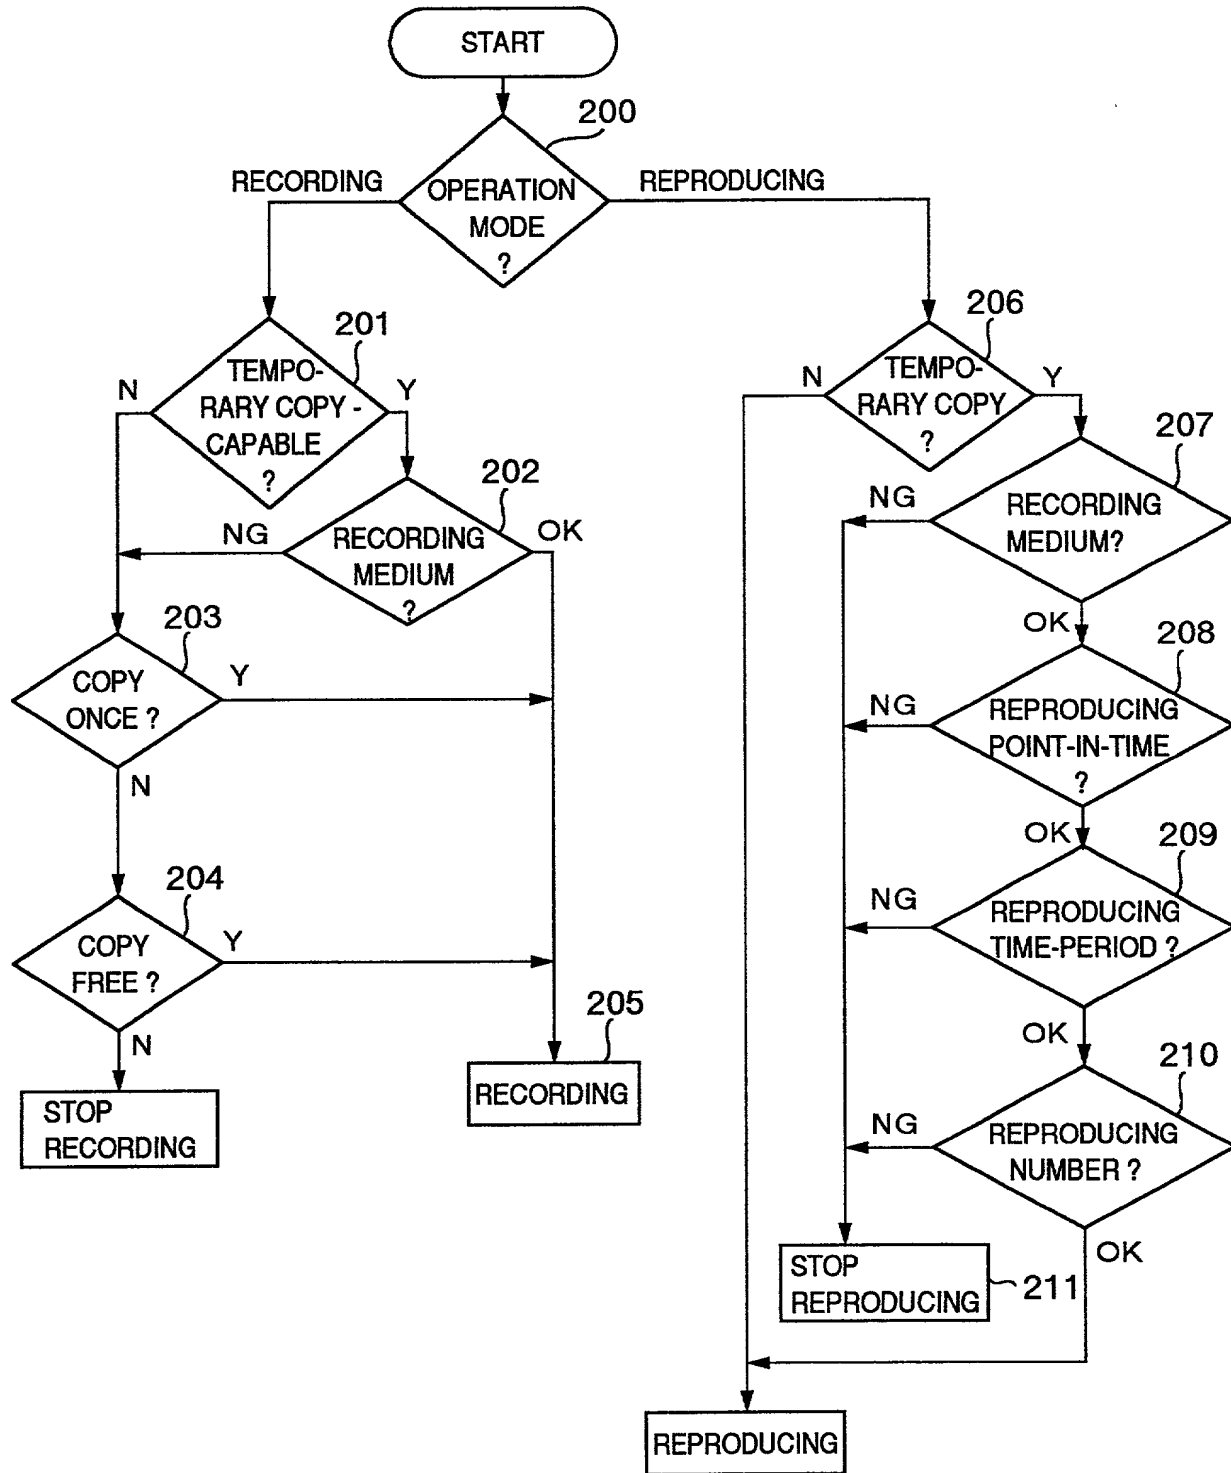 START
200
RECORDING
REPRODUCING
OPERATION
MODE
?
201
TEMPO-
RARY COPY -
CAPABLE
?
N
Y
206
TEMPO-
RARY COPY
?
N
Y
202
RECORDING
MEDIUM
?
NG
OK
207
RECORDING
MEDIUM?
NG
OK
203
COPY
ONCE ?
Y
N
208
REPRODUCING
POINT-IN-TIME
?
NG
OK
204
COPY
FREE ?
Y
N
209
REPRODUCING
TIME-PERIOD ?
NG
OK
STOP
RECORDING
205
RECORDING
210
REPRODUCING
NUMBER ?
NG
OK
STOP
REPRODUCING
211
REPRODUCING